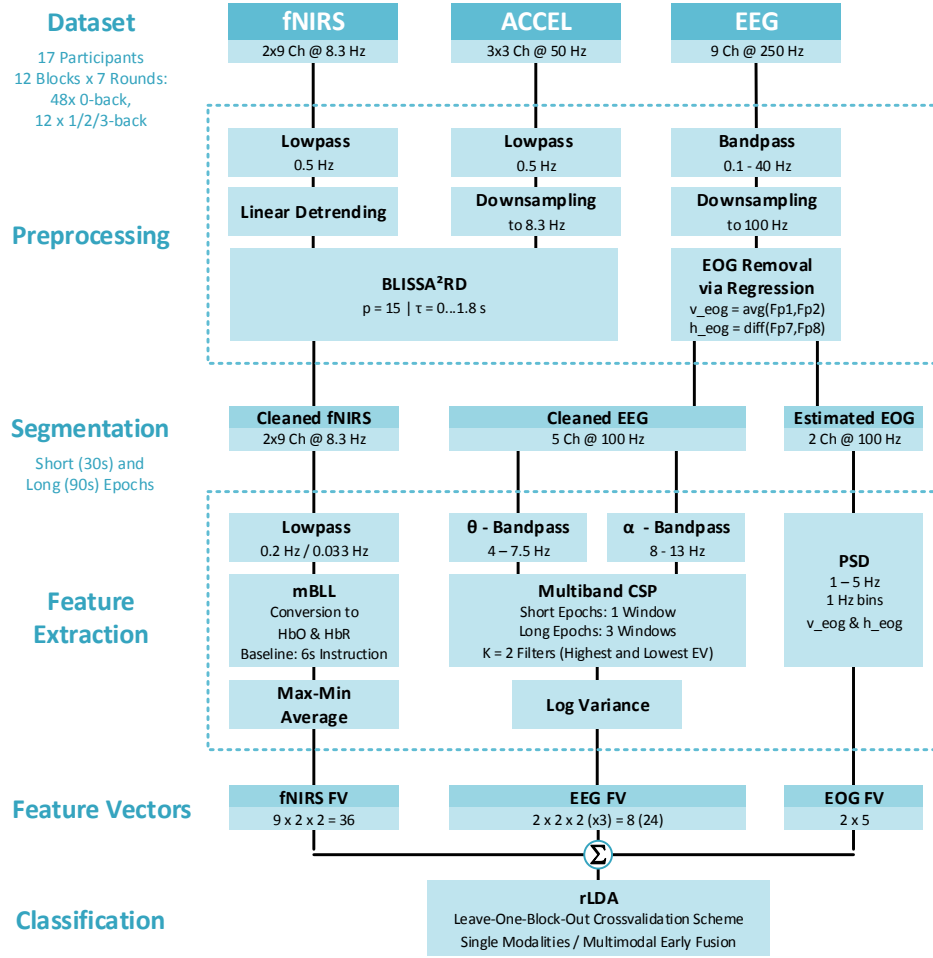 Dataset
17 Participants
12 Blocks x 7 Rounds:
48x 0-back,
12 x 1/2/3-back
fNIRS
2x9 Ch @ 8.3 Hz
ACCEL
3x3 Ch @ 50 Hz
EEG
9 Ch @ 250 Hz
Preprocessing
Lowpass
0.5 Hz
Lowpass
0.5 Hz
Bandpass
0.1 - 40 Hz
Linear Detrending
Downsampling
to 8.3 Hz
Downsampling
to 100 Hz
BLISSA²RD
p = 15 | τ = 0...1.8 s
EOG Removal
via Regression
v_eog = avg(Fp1,Fp2)
h_eog = diff(Fp7,Fp8)
Segmentation
Short (30s) and
Long (90s) Epochs
Cleaned fNIRS
2x9 Ch @ 8.3 Hz
Cleaned EEG
5 Ch @ 100 Hz
Estimated EOG
2 Ch @ 100 Hz
Feature
Extraction
Lowpass
0.2 Hz / 0.033 Hz
θ - Bandpass
4 – 7.5 Hz
α - Bandpass
8 - 13 Hz
PSD
1 – 5 Hz
1 Hz bins
v_eog & h_eog
mBLL
Conversion to
HbO & HbR
Baseline: 6s Instruction
Multiband CSP
Short Epochs: 1 Window
Long Epochs: 3 Windows
K = 2 Filters (Highest and Lowest EV)
Max-Min
Average
Log Variance
Feature Vectors
fNIRS FV
9 x 2 x 2 = 36
EEG FV
2 x 2 x 2 (x3) = 8 (24)
EOG FV
2 x 5
Σ
Classification
rLDA
Leave-One-Block-Out Crossvalidation Scheme
Single Modalities / Multimodal Early Fusion